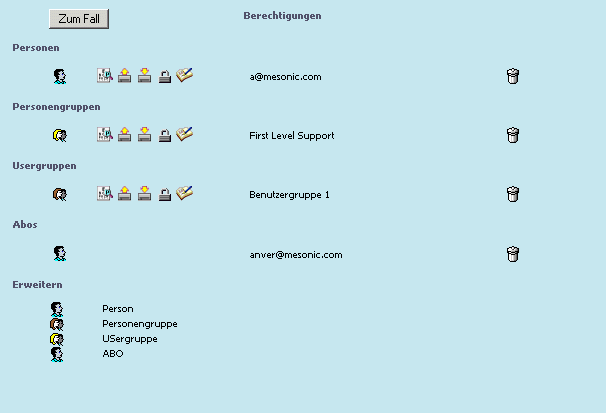 Zum Fall
Berechtigungen
Personen
a@mesonic.com
Personengruppen
First Level Support
Usergruppen
Benutzergruppe 1
Abos
anver@mesonic.com
Erweitern
Person
Personengruppe
USergruppe
ABO